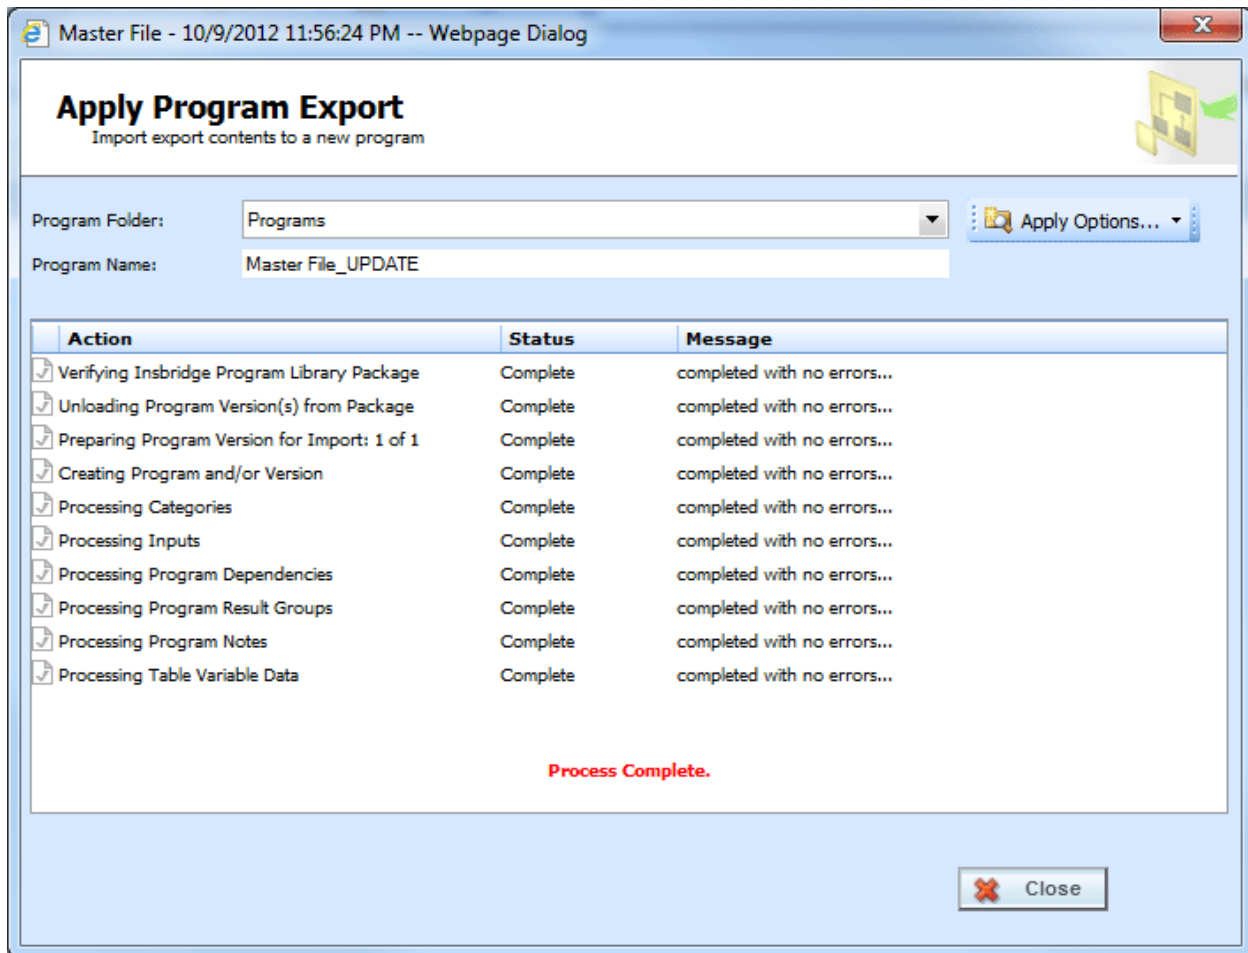 Master File - 10/9/2012 11:56:24 PM -- Webpage Dialog
Apply Program Export
Import export contents to a new program
Program Folder: Programs Apply Options...
Program Name: Master File_UPDATE
Action Status Message
Verifying Insbridge Program Library Package Complete completed with no errors...
Unloading Program Version(s) from Package Complete completed with no errors...
Preparing Program Version for Import: 1 of 1 Complete completed with no errors...
Creating Program and/or Version Complete completed with no errors...
Processing Categories Complete completed with no errors...
Processing Inputs Complete completed with no errors...
Processing Program Dependencies Complete completed with no errors...
Processing Program Result Groups Complete completed with no errors...
Processing Program Notes Complete completed with no errors...
Processing Table Variable Data Complete completed with no errors...
Process Complete.
Close